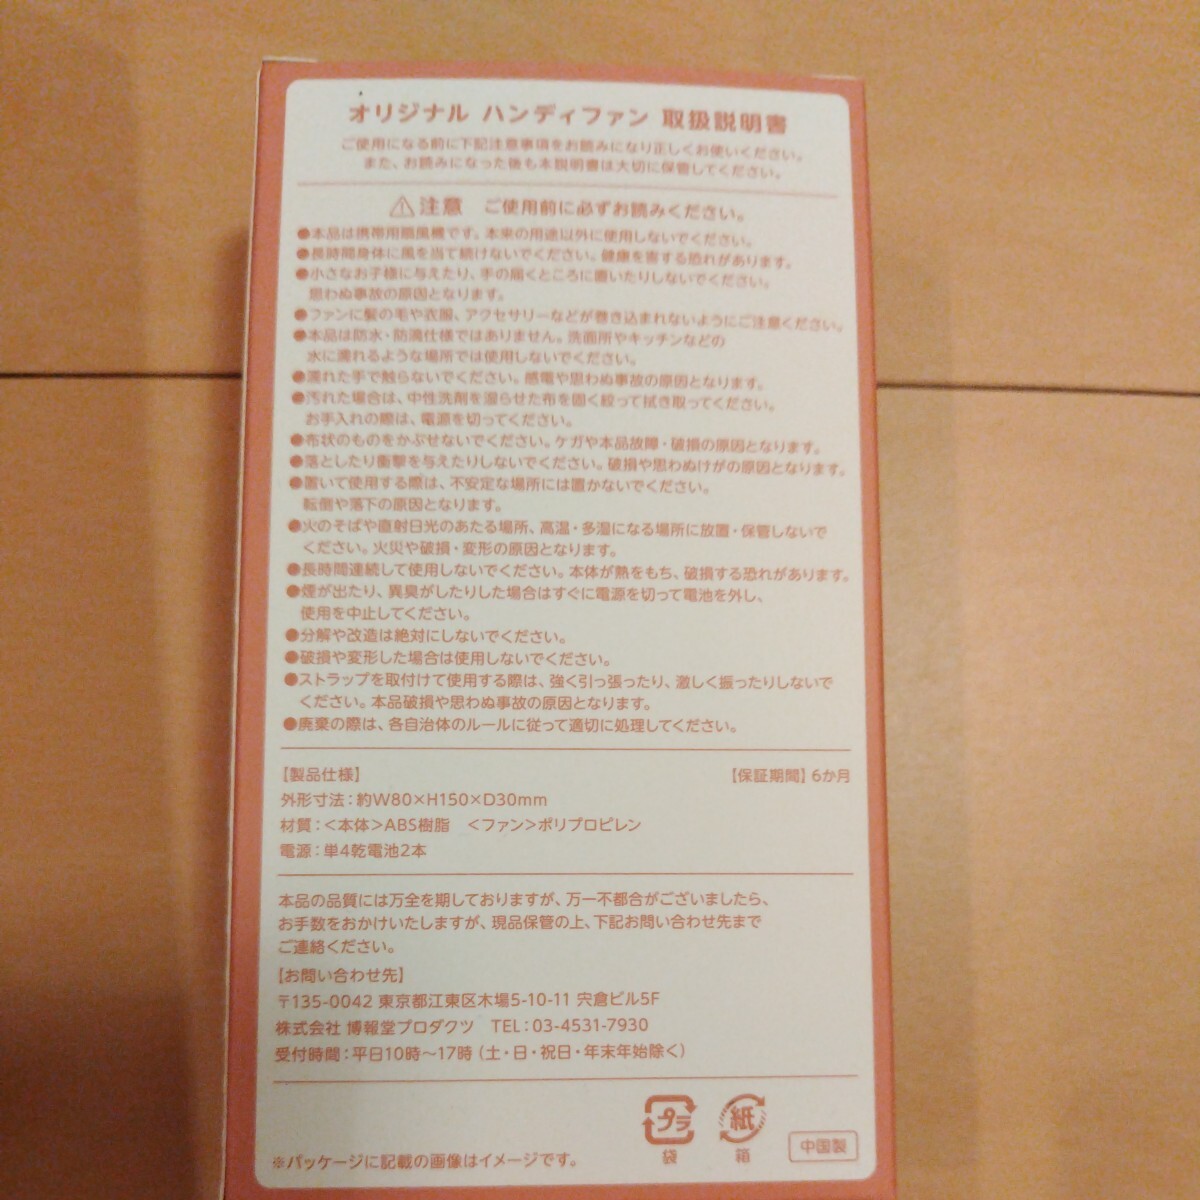 オリジナル ハンディファン 取扱説明書
ご使用になる前に下記注意事項をお読みになり正しくお使いください。
また、お読みになった後も本説明書は大切に保管してください。
⚠注意 ご使用前に必ずお読みください。
●本品は携帯用扇風機です。本来の用途以外に使用しないでください。
●長時間身体に風を当て続けないでください。健康を害する恐れがあります。
●小さなお子様に与えたり、手の届くところに置いたりしないでください。
思わぬ事故の原因となります。
●ファンに髪の毛や衣服、アクセサリーなどが巻き込まれないようにご注意ください。
●本品は防水・防滴仕様ではありません。洗面所やキッチンなどの
水に濡れるような場所では使用しないでください。
●濡れた手で触らないでください。感電や思わぬ事故の原因となります。
●汚れた場合は、中性洗剤を湿らせた布を固く絞って拭き取ってください。
お手入れの際は、電源を切ってください。
●布状のものをかぶせないでください。ケガや本品故障・破損の原因となります。
●落としたり衝撃を与えたりしないでください。破損や思わぬけがの原因となります。
●置いて使用する際は、不安定な場所には置かないでください。
転倒や落下の原因となります。
●火のそばや直射日光のあたる場所、高温・多湿になる場所に放置・保管しないで
ください。火災や破損・変形の原因となります。
●長時間連続して使用しないでください。本体が熱をもち、破損する恐れがあります。
●煙が出たり、異臭がしたりした場合はすぐに電源を切って電池を外し、
使用を中止してください。
●分解や改造は絶対にしないでください。
●破損や変形した場合は使用しないでください。
●ストラップを取付けて使用する際は、強く引っ張ったり、激しく振ったりしないで
ください。本品破損や思わぬ事故の原因となります。
●廃棄の際は、各自治体のルールに従って適切に処理してください。
【製品仕様】 【保証期間】6か月
外形寸法：約W80×H150×D30mm
材質：＜本体＞ABS樹脂 ＜ファン＞ポリプロピレン
電源：単4乾電池2本
本品の品質には万全を期しておりますが、万一不都合がございましたら、
お手数をおかけいたしますが、現品保管の上、下記お問い合わせ先まで
ご連絡ください。
【お問い合わせ先】
〒135-0042 東京都江東区木場5-10-11 宍倉ビル5F
株式会社 博報堂プロダクツ TEL：03-4531-7930
受付時間：平日10時～17時（土・日・祝日・年末年始除く）
プラ 紙
袋 箱 中国製
※パッケージに記載の画像はイメージです。